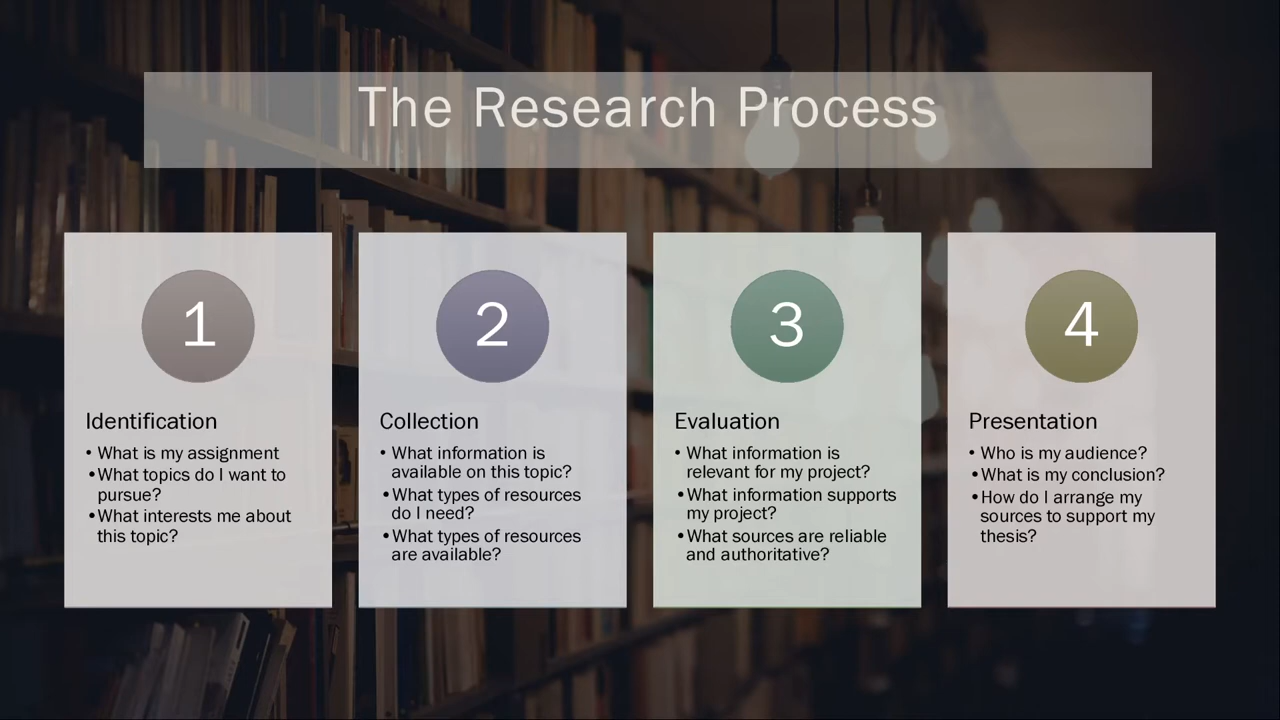 The Research Process
1
Identification
• What is my assignment
•What topics do I want to
pursue?
•What interests me about
this topic?
2
Collection
• What information is
available on this topic?
•What types of resources
do I need?
•What types of resources
are available?
3
Evaluation
• What information is
relevant for my project?
•What information supports
my project?
•What sources are reliable
and authoritative?
4
Presentation
• Who is my audience?
•What is my conclusion?
•How do I arrange my
sources to support my
thesis?